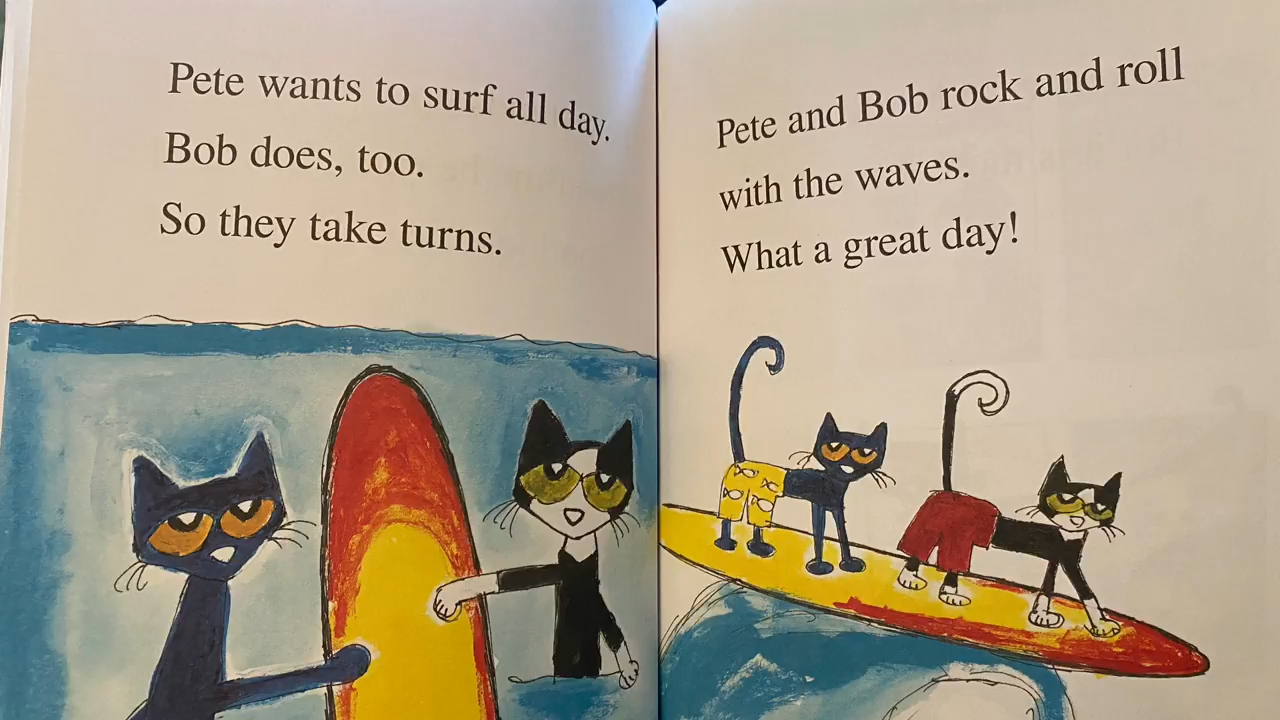 Pete wants to surf all day.
Bob does, too.
So they take turns.
Pete and Bob rock and roll
with the waves.
What a great day!